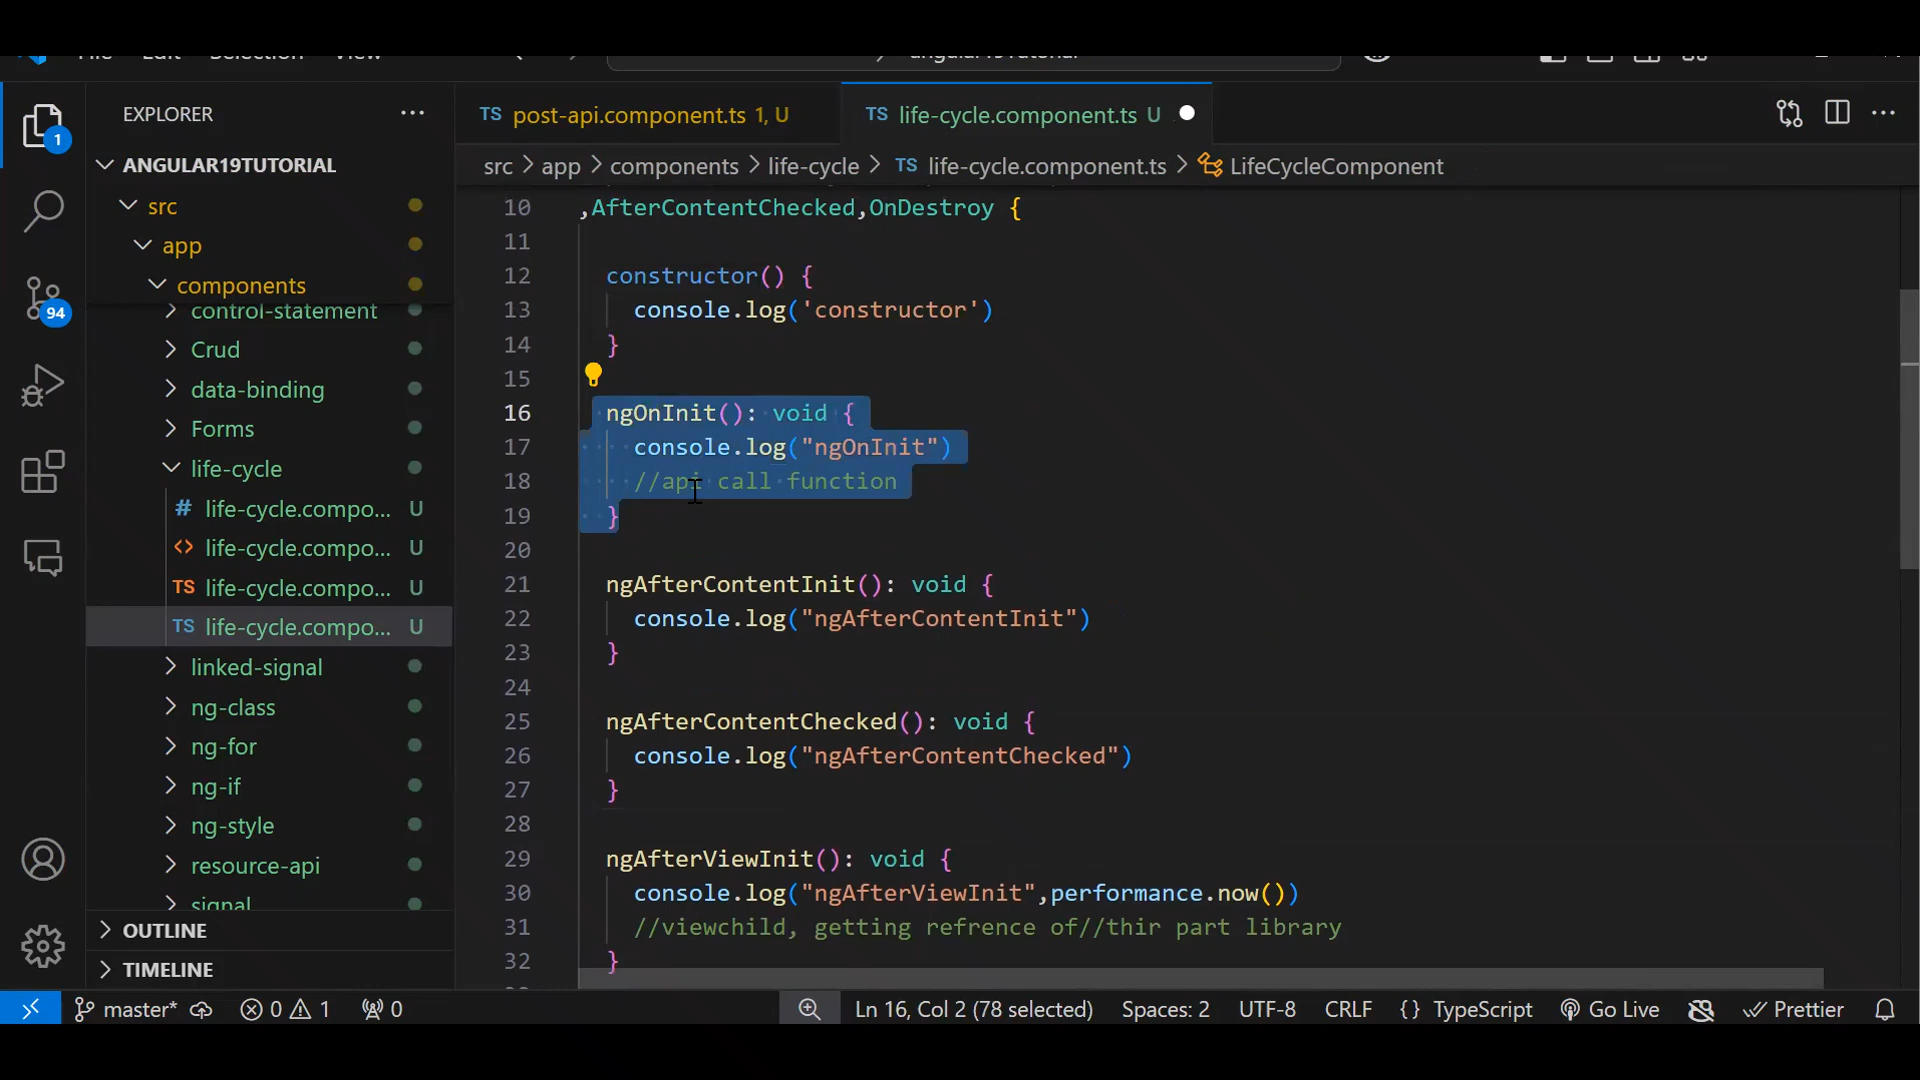 File Edit Selection View angular19Tutorial
EXPLORER
1
ANGULAR19TUTORIAL
src
app
components
control-statement
Crud
data-binding
Forms
life-cycle
# life-cycle.compo... U
<> life-cycle.compo... U
TS life-cycle.compo... U
TS life-cycle.compo... U
linked-signal
ng-class
ng-for
ng-if
ng-style
resource-api
signal
OUTLINE
TIMELINE
94
TS post-api.component.ts 1, U
TS life-cycle.component.ts U
src > app > components > life-cycle > TS life-cycle.component.ts > LifeCycleComponent
10 ,AfterContentChecked,OnDestroy {
11
12 constructor() {
13 console.log('constructor')
14 }
15
16 ngOnInit(): void {
17 console.log("ngOnInit")
18 //api call function
19 }
20
21 ngAfterContentInit(): void {
22 console.log("ngAfterContentInit")
23 }
24
25 ngAfterContentChecked(): void {
26 console.log("ngAfterContentChecked")
27 }
28
29 ngAfterViewInit(): void {
30 console.log("ngAfterViewInit",performance.now())
31 //viewchild, getting refrence of//thir part library
32 }
master* 0 1 0 Ln 16, Col 2 (78 selected) Spaces: 2 UTF-8 CRLF {} TypeScript Go Live Prettier